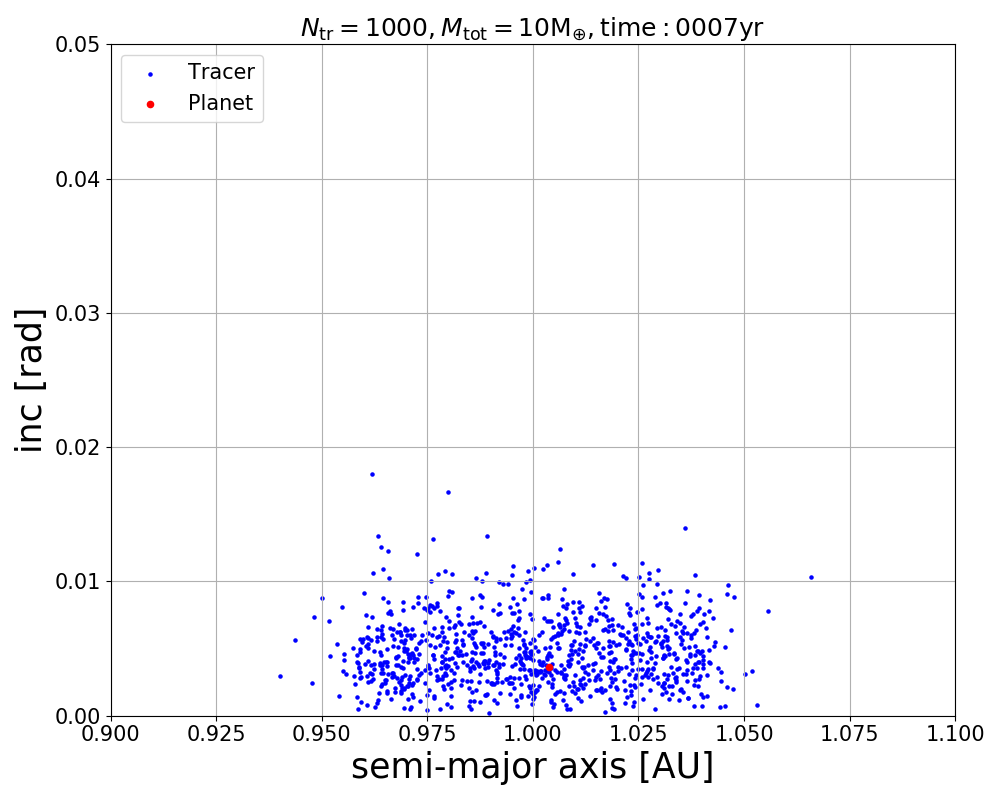 N_tr = 1000, M_tot = 10M_⊕, time : 0007yr
0.05
Tracer
Planet
0.04
0.03
0.02
0.01
0.00
inc [rad]
0.900 0.925 0.950 0.975 1.000 1.025 1.050 1.075 1.100
semi-major axis [AU]